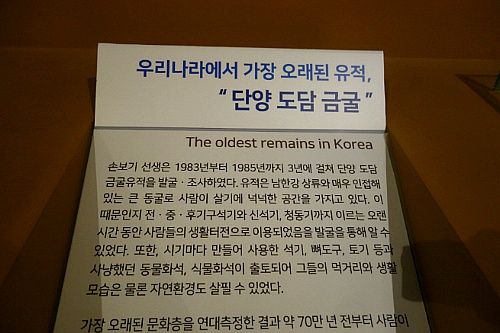 우리나라에서 가장 오래된 유적,
“ 단양 도담 금굴 ”
The oldest remains in Korea
손보기 선생은 1983년부터 1985년까지 3년에 걸쳐 단양 도담
금굴유적을 발굴 · 조사하였다. 유적은 남한강 상류와 매우 인접해
있는 큰 동굴로 사람이 살기에 넉넉한 공간을 가지고 있다. 이
때문인지 전 · 중 · 후기구석기와 신석기, 청동기까지 이르는 오랜
시간 동안 사람들의 생활터전으로 이용되었음을 발굴을 통해 알 수
있었다. 또한, 시기마다 만들어 사용한 석기, 뼈도구, 토기 등과
사냥했던 동물화석, 식물화석이 출토되어 그들의 먹거리와 생활
모습은 물론 자연환경도 살필 수 있었다.
가장 오래된 문화층을 연대측정한 결과 약 70만 년 전부터 사람이